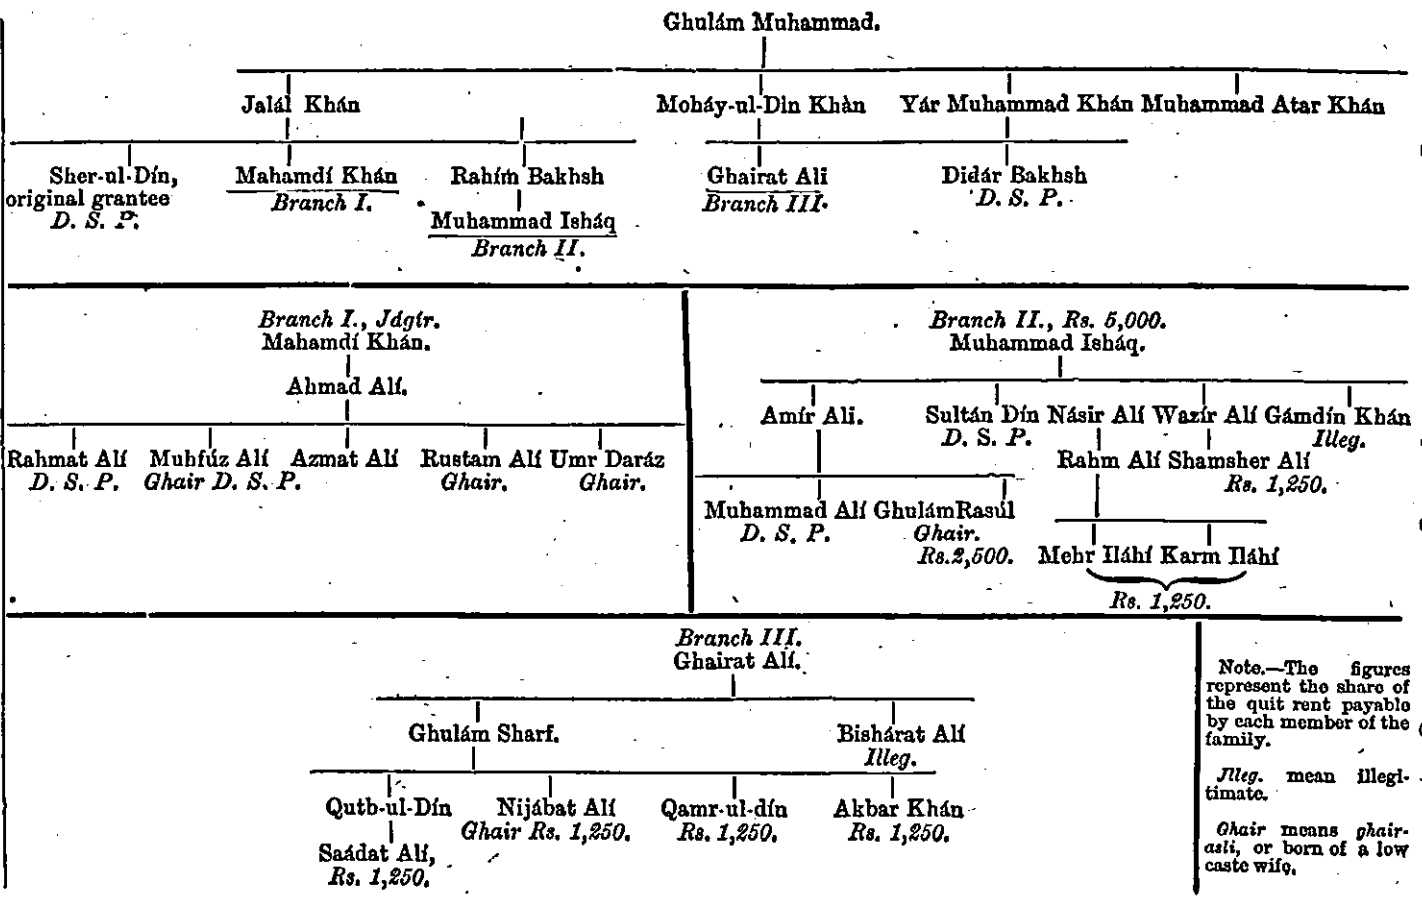 Ghulám Muhammad.
Jalál Khán Moháy-ul-Din Khàn Yár Muhammad Khán Muhammad Atar Khán
Sher-ul-Dín, Mahamdí Khán Rahím Bakhsh Ghairat Ali Didár Bakhsh
original grantee Branch I. Branch III. D. S. P.
D. S. P. Muhammad Isháq
Branch II.
Branch I., Jágír.
Mahamdí Khán.
Ahmad Alí.
Rahmat Alí Muhfúz Alí Azmat Alí Rustam Alí Umr Daráz
D. S. P. Ghair D. S. P. Ghair. Ghair.
Branch II., Rs. 5,000.
Muhammad Isháq.
Amír Ali. Sultán Dín Násir Alí Wazír Alí Gámdín Khán
D. S. P. Illeg.
Rahm Alí Shamsher Alí
Rs. 1,250.
Muhammad Alí Ghulám Rasúl
D. S. P. Ghair.
Rs. 2,500.
Mehr Iláhí Karm Iláhí
Rs. 1,250.
Branch III.
Ghairat Alí.
Ghulám Sharf. Bishárat Alí
Illeg.
Qutb-ul-Dín Nijábat Alí Qamr-ul-dín Akbar Khán
Ghair Rs. 1,250. Rs. 1,250. Rs. 1,250.
Saádat Alí,
Rs. 1,250.
Note.—The figures
represent the share of
the quit rent payable
by each member of the
family.
Illeg. mean illegi-
timate.
Ghair means ghair-
asli, or born of a low
caste wife.